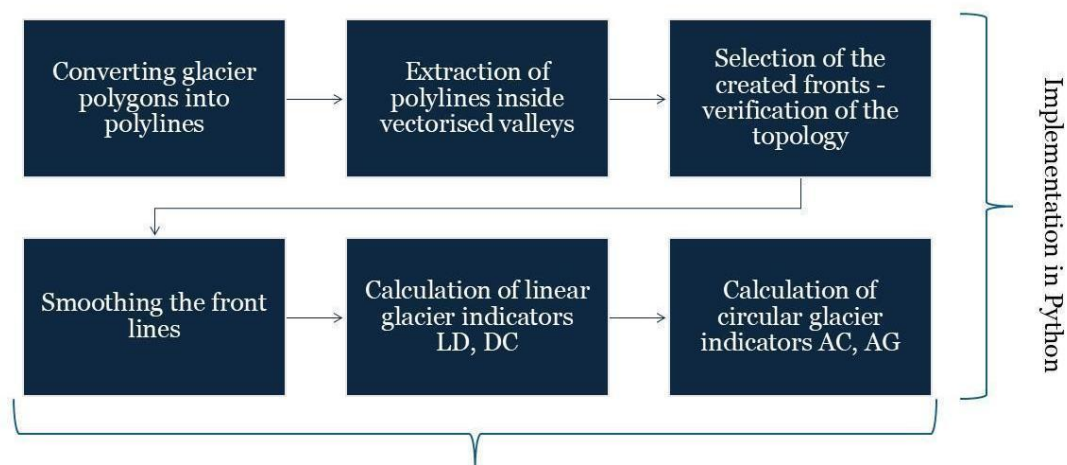 Converting glacier
polygons into
polylines
Extraction of
polylines inside
vectorised valleys
Selection of the
created fronts -
verification of the
topology
Smoothing the front
lines
Calculation of linear
glacier indicators
LD, DC
Calculation of
circular glacier
indicators AC, AG
Implementation in Python